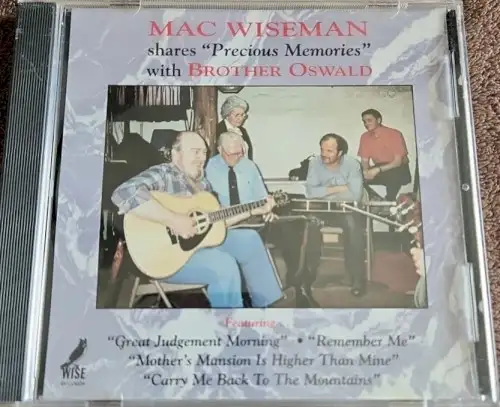 MAC WISEMAN
shares "Precious Memories"
with BROTHER OSWALD
Featuring
"Great Judgement Morning" • "Remember Me"
"Mother's Mansion Is Higher Than Mine"
"Carry Me Back To The Mountains"
WISE
RECORDS